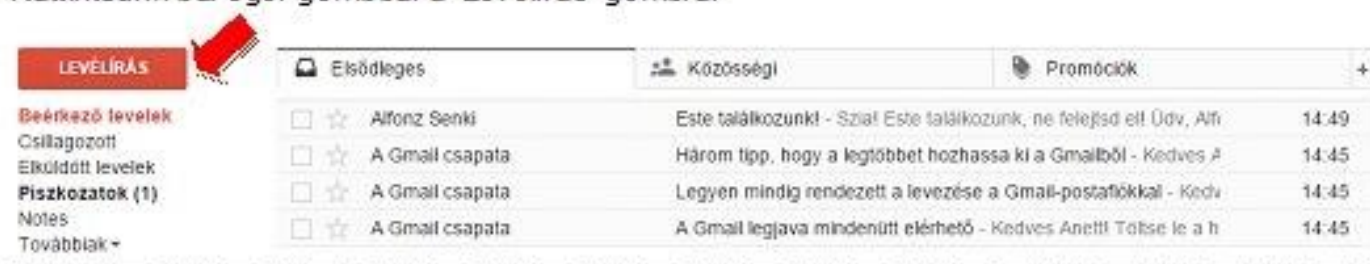 LEVÉLÍRÁS
Elsődleges
Közösségi
Promóciók
+
Beérkező levelek
Csillagozott
Elküldött levelek
Piszkozatok (1)
Notes
Továbbiak
Alfonz Senki Este találkozunk! - Szia! Este találkozunk, ne felejtsd el! Üdv, Alfo 14:49
A Gmail csapata Három tipp, hogy a legtöbbet hozhassa ki a Gmailből - Kedves A 14:45
A Gmail csapata Legyen mindig rendezett a levelezése a Gmail-postafiókkal - Kedv 14:45
A Gmail csapata A Gmail legjava mindenütt elérhető - Kedves Anett! Töltse le a h 14:45